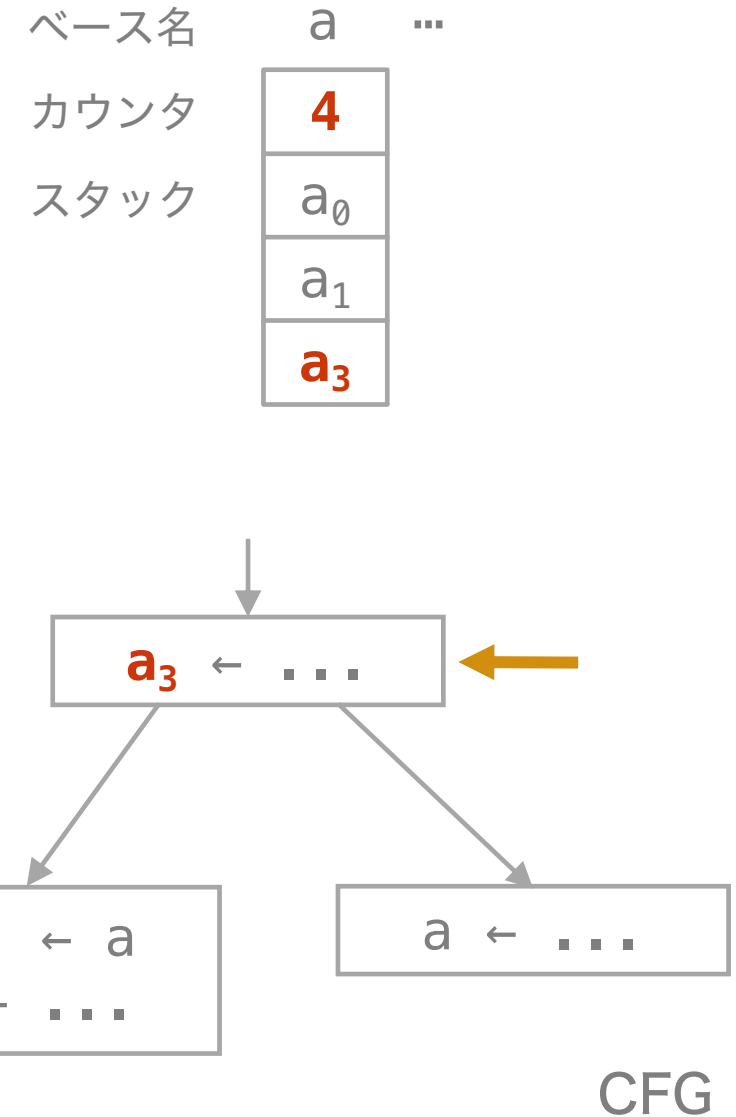 ベース名 a …
カウンタ 4
スタック a₀
a₁
a₃
a₃ ← ...
← a
← ...
a ← ...
CFG